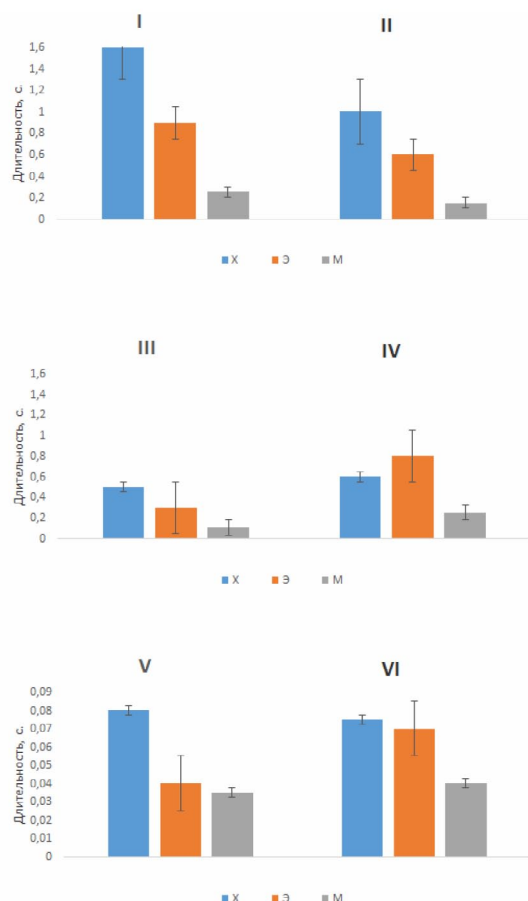 I
II
Длительность, с.
1,6
1,4
1,2
1
0,8
0,6
0,4
0,2
0
Х Э М
III
IV
Длительность, с.
1,6
1,4
1,2
1
0,8
0,6
0,4
0,2
0
Х Э М
V
VI
Длительность, с.
0,09
0,08
0,07
0,06
0,05
0,04
0,03
0,02
0,01
0
Х Э М